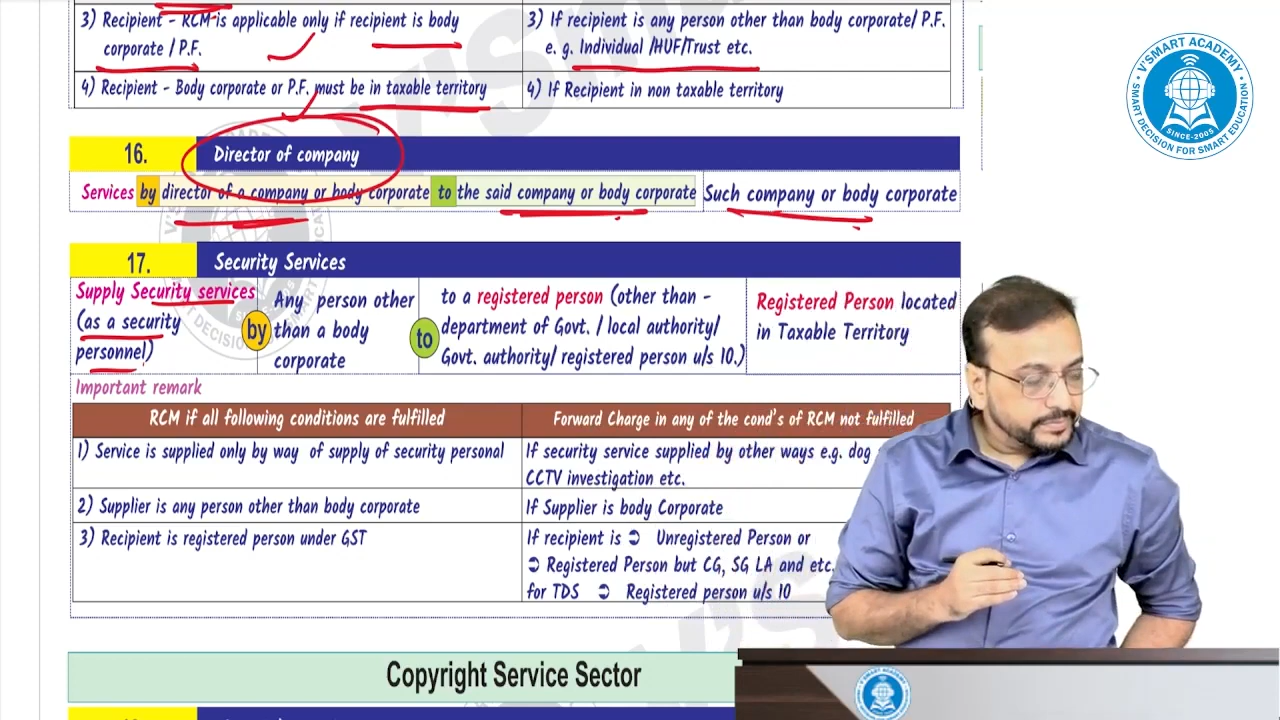 3) Recipient - RCM is applicable only if recipient is body
corporate / P.F.
3) If recipient is any person other than body corporate/ P.F.
e. g. Individual /HUF/Trust etc.
4) Recipient - Body corporate or P.F. must be in taxable territory
4) If Recipient in non taxable territory
16. Director of company
Services by director of a company or body corporate to the said company or body corporate
Such company or body corporate
17. Security Services
Supply Security services
(as a security
personnel)
by
Any person other
than a body
corporate
to
to a registered person (other than -
department of Govt. / local authority/
Govt. authority/ registered person u/s 10.)
Registered Person located
in Taxable Territory
Important remark
RCM if all following conditions are fulfilled
Forward Charge in any of the cond's of RCM not fulfilled
1) Service is supplied only by way of supply of security personal
If security service supplied by other ways e.g. dog
CCTV investigation etc.
2) Supplier is any person other than body corporate
If Supplier is body Corporate
3) Recipient is registered person under GST
If recipient is ➲ Unregistered Person or
➲ Registered Person but CG, SG LA and etc.
for TDS ➲ Registered person u/s 10
Copyright Service Sector
V'SMART ACADEMY
SINCE-2005
SMART DECISION FOR SMART EDUCATION